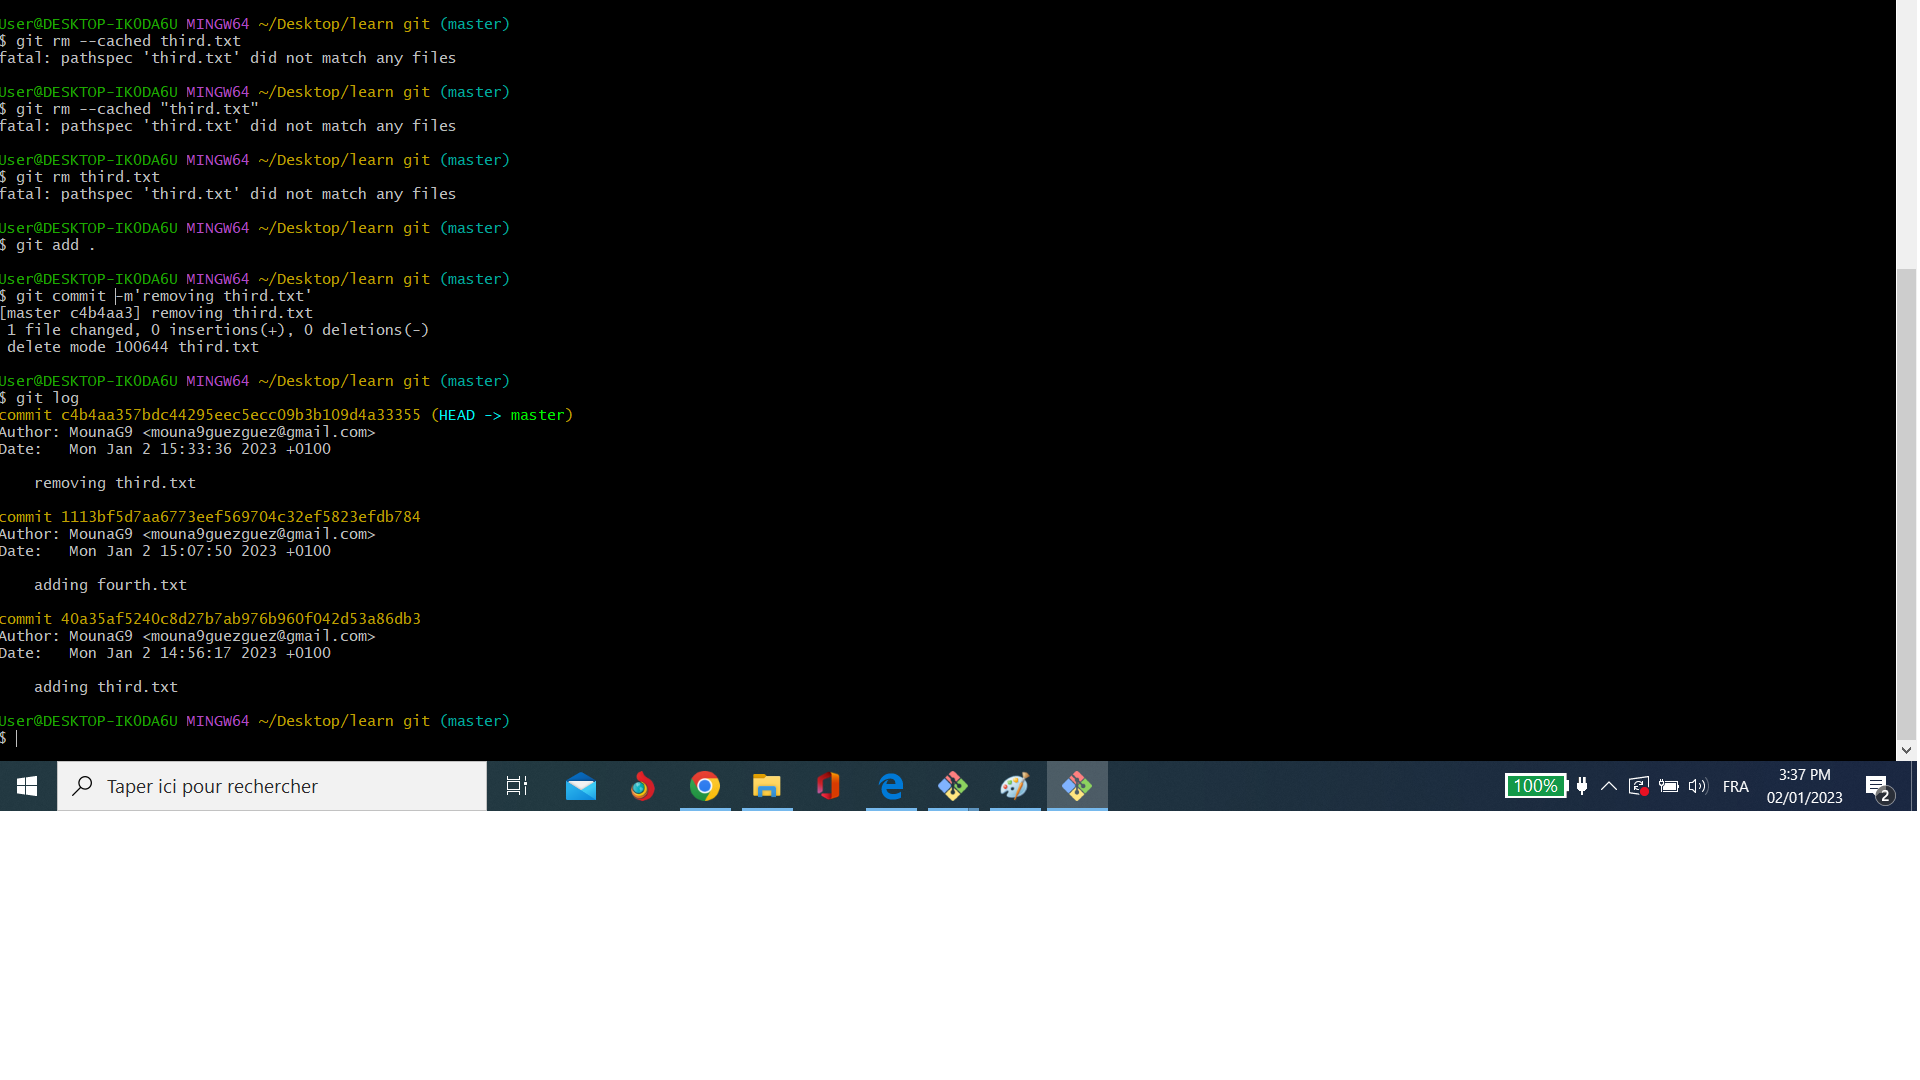 User@DESKTOP-IKODA6U MINGW64 ~/Desktop/learn git (master)
$ git rm --cached third.txt
fatal: pathspec 'third.txt' did not match any files
User@DESKTOP-IKODA6U MINGW64 ~/Desktop/learn git (master)
$ git rm --cached "third.txt"
fatal: pathspec 'third.txt' did not match any files
User@DESKTOP-IKODA6U MINGW64 ~/Desktop/learn git (master)
$ git rm third.txt
fatal: pathspec 'third.txt' did not match any files
User@DESKTOP-IKODA6U MINGW64 ~/Desktop/learn git (master)
$ git add .
User@DESKTOP-IKODA6U MINGW64 ~/Desktop/learn git (master)
$ git commit -m'removing third.txt'
[master c4b4aa3] removing third.txt
1 file changed, 0 insertions(+), 0 deletions(-)
delete mode 100644 third.txt
User@DESKTOP-IKODA6U MINGW64 ~/Desktop/learn git (master)
$ git log
commit c4b4aa357bdc44295eec5ecc09b3b109d4a33355 (HEAD -> master)
Author: MounaG9 <mouna9guezguez@gmail.com>
Date:   Mon Jan 2 15:33:36 2023 +0100
removing third.txt
commit 1113bf5d7aa6773eef569704c32ef5823efdb784
Author: MounaG9 <mouna9guezguez@gmail.com>
Date:   Mon Jan 2 15:07:50 2023 +0100
adding fourth.txt
commit 40a35af5240c8d27b7ab976b960f042d53a86db3
Author: MounaG9 <mouna9guezguez@gmail.com>
Date:   Mon Jan 2 14:56:17 2023 +0100
adding third.txt
User@DESKTOP-IKODA6U MINGW64 ~/Desktop/learn git (master)
$
Taper ici pour rechercher
100%
FRA
3:37 PM
02/01/2023
2